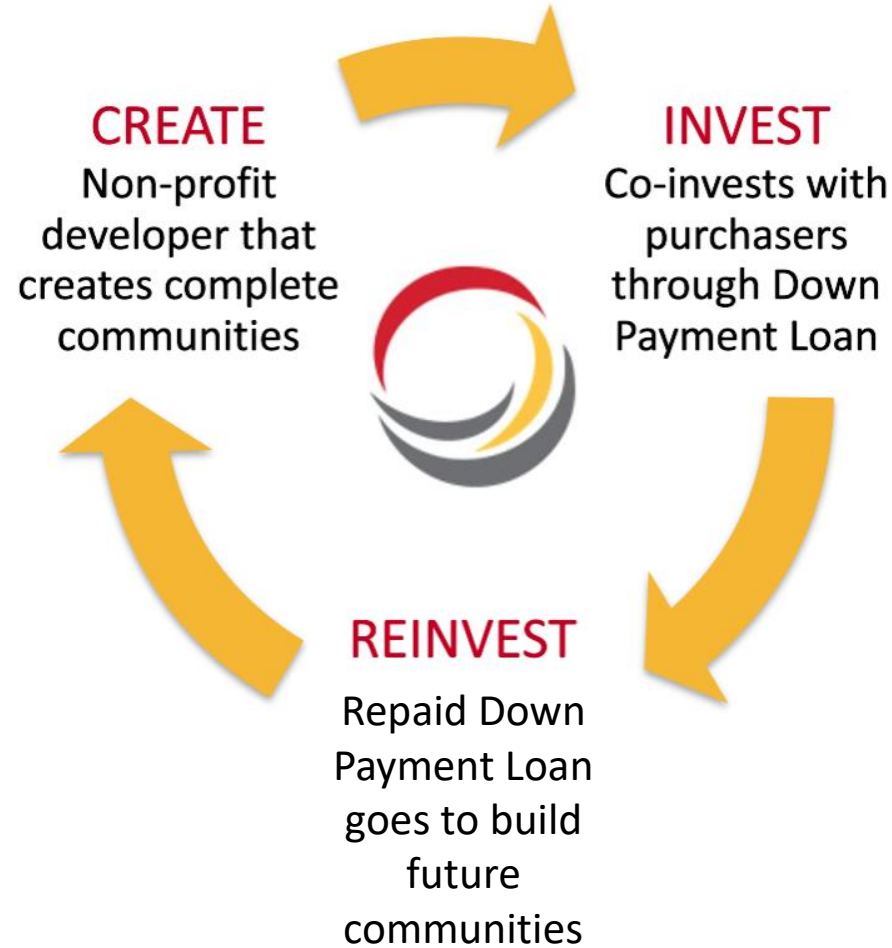 CREATE
Non-profit
developer that
creates complete
communities
INVEST
Co-invests with
purchasers
through Down
Payment Loan
REINVEST
Repaid Down
Payment Loan
goes to build
future
communities